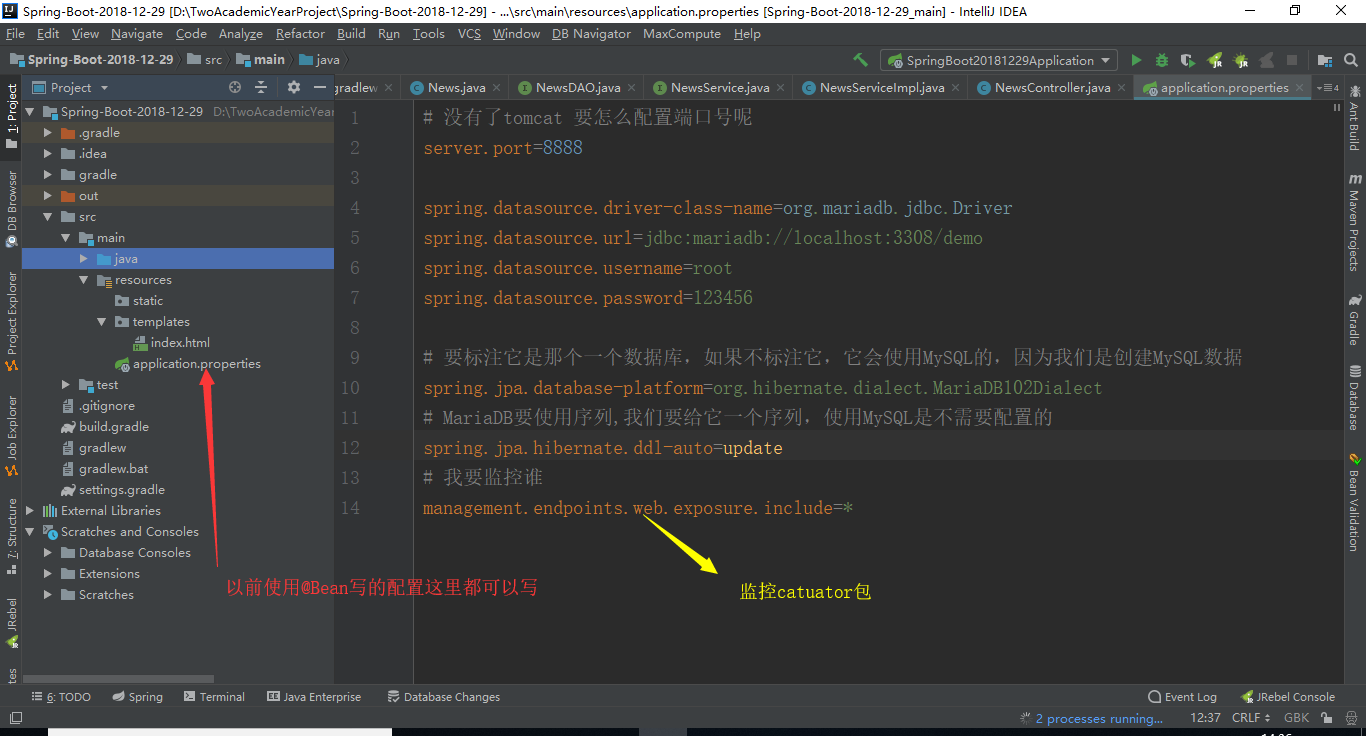 Spring-Boot-2018-12-29 [D:\TwoAcademicYearProject\Spring-Boot-2018-12-29] - ...\src\main\resources\application.properties [Spring-Boot-2018-12-29_main] - IntelliJ IDEA
File Edit View Navigate Code Analyze Refactor Build Run Tools VCS Window DB Navigator MaxCompute Help
Spring-Boot-2018-12-29 src main java SpringBoot20181229Application
Project gradlew News.java NewsDAO.java NewsService.java NewsServiceImpl.java NewsController.java application.properties 4
1: Project
DB Browser
Project Explorer
Job Explorer
7: Structure
JRebel
Spring-Boot-2018-12-29 D:\TwoAcademicYear
.gradle
.idea
gradle
out
src
main
java
resources
static
templates
index.html
application.properties
test
.gitignore
build.gradle
gradlew
gradlew.bat
settings.gradle
External Libraries
Scratches and Consoles
Database Consoles
Extensions
Scratches
1 # 没有了tomcat 要怎么配置端口号呢
2 server.port=8888
3
4 spring.datasource.driver-class-name=org.mariadb.jdbc.Driver
5 spring.datasource.url=jdbc:mariadb://localhost:3308/demo
6 spring.datasource.username=root
7 spring.datasource.password=123456
8
9 # 要标注它是那个一个数据库，如果不标注它，它会使用MySQL的，因为我们是创建MySQL数据
10 spring.jpa.database-platform=org.hibernate.dialect.MariaDB102Dialect
11 # MariaDB要使用序列,我们要给它一个序列，使用MySQL是不需要配置的
12 spring.jpa.hibernate.ddl-auto=update
13 # 我要监控谁
14 management.endpoints.web.exposure.include=*
以前使用@Bean写的配置这里都可以写
监控catuator包
Ant Build
Maven Projects
Gradle
Database
Bean Validation
6: TODO Spring Terminal Java Enterprise Database Changes Event Log JRebel Console
2 processes running... 12:37 CRLF GBK